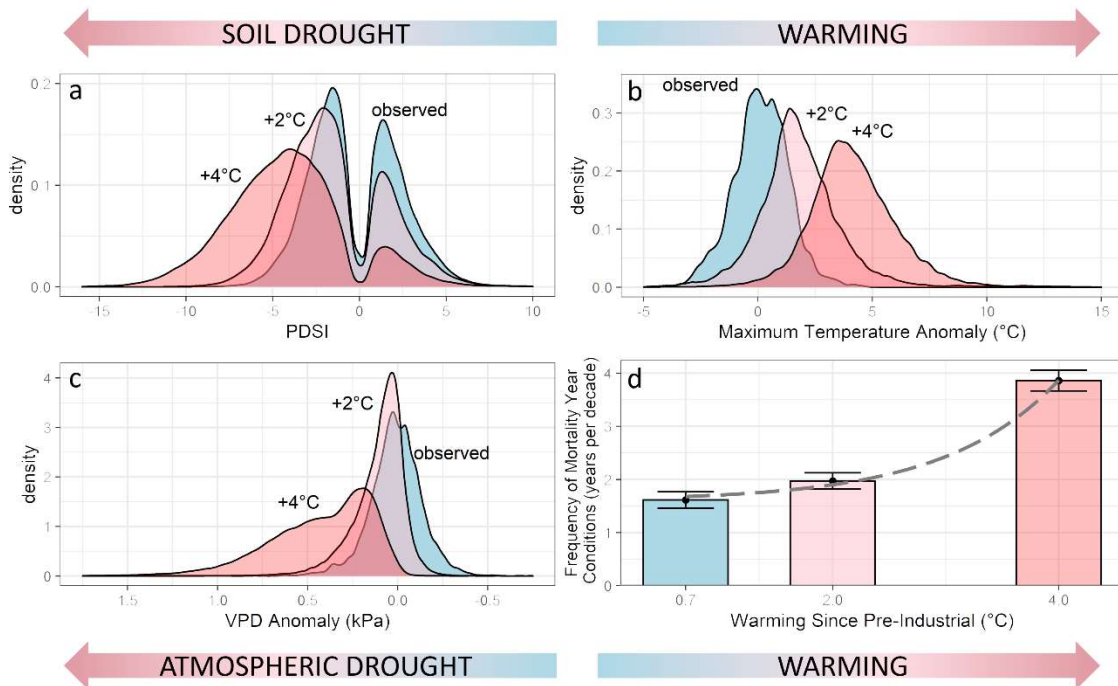 SOIL DROUGHT
WARMING
a
observed
+2°C
+4°C
0.2
0.1
0.0
density
-15
-10
-5
0
5
10
PDSI
b
observed
+2°C
+4°C
0.3
0.2
0.1
0.0
density
-5
0
5
10
15
Maximum Temperature Anomaly (°C)
c
+2°C
observed
+4°C
4
3
2
1
0
density
1.5
1.0
0.5
0.0
-0.5
VPD Anomaly (kPa)
d
4
3
2
1
0
Frequency of Mortality Year
Conditions (years per decade)
0.7
2.0
4.0
Warming Since Pre-Industrial (°C)
ATMOSPHERIC DROUGHT
WARMING